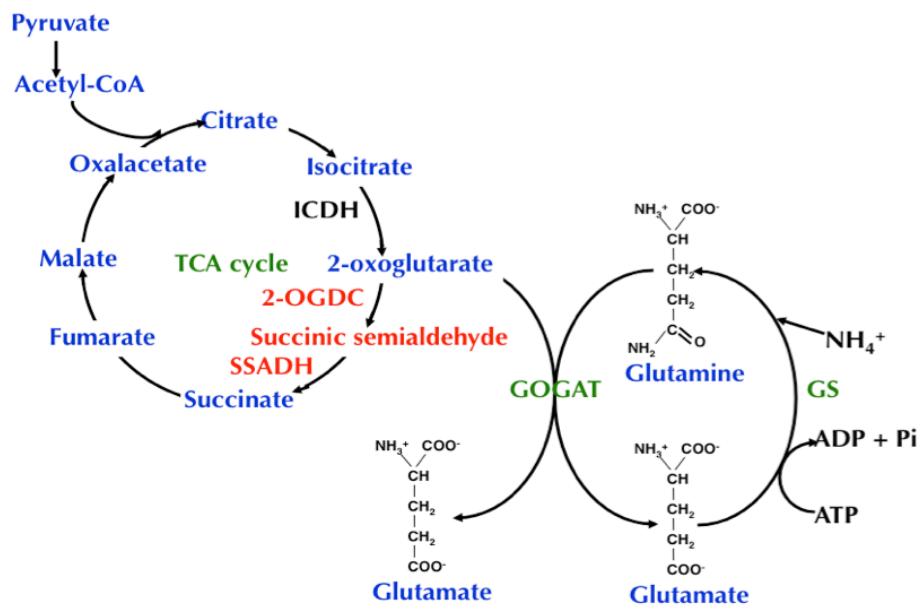 Pyruvate
Acetyl-CoA
Citrate
Oxalacetate
Isocitrate
ICDH
Malate
TCA cycle
2-oxoglutarate
2-OGDC
Fumarate
Succinic semialdehyde
SSADH
Succinate
NH₃⁺ COO⁻
CH
CH₂
CH₂
C
O
NH₂
Glutamine
NH₄⁺
GOGAT
GS
ADP + Pi
ATP
NH₃⁺ COO⁻
CH
CH₂
CH₂
COO⁻
Glutamate
NH₃⁺ COO⁻
CH
CH₂
CH₂
COO⁻
Glutamate